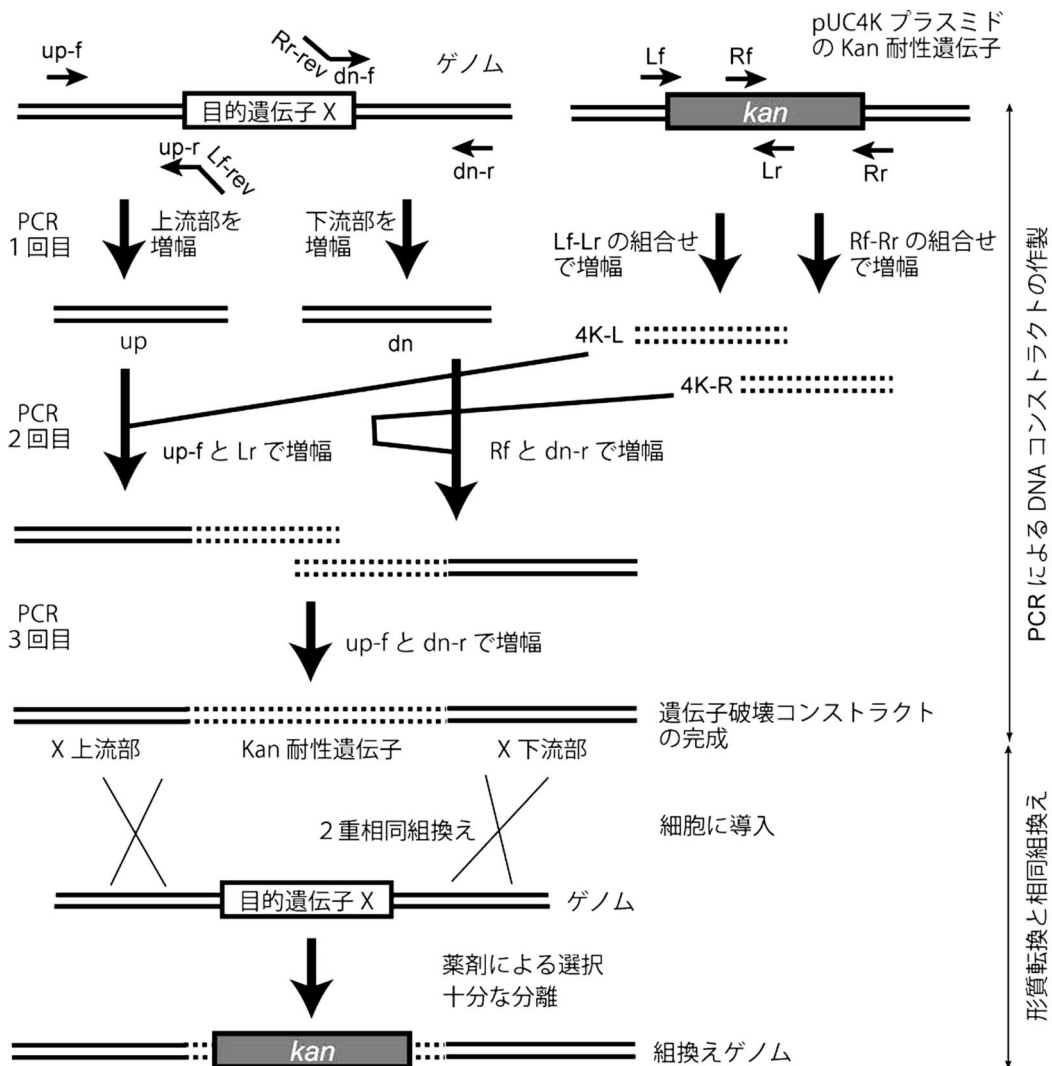 up-f
Rr-rev
dn-f
ゲノム
目的遺伝子 X
up-r
Lf-rev
dn-r
pUC4K プラスミド
の Kan 耐性遺伝子
Lf
Rf
kan
Lr
Rr
PCR
1 回目
上流部を
増幅
下流部を
増幅
Lf-Lr の組合せ
で増幅
Rf-Rr の組合せ
で増幅
up
dn
4K-L
4K-R
PCR
2 回目
up-f と Lr で増幅
Rf と dn-r で増幅
PCR
3 回目
up-f と dn-r で増幅
X 上流部
Kan 耐性遺伝子
X 下流部
遺伝子破壊コンストラクト
の完成
2 重相同組換え
細胞に導入
目的遺伝子 X
ゲノム
薬剤による選択
十分な分離
kan
組換えゲノム
PCR による DNA コンストラクトの作製
形質転換と相同組換え